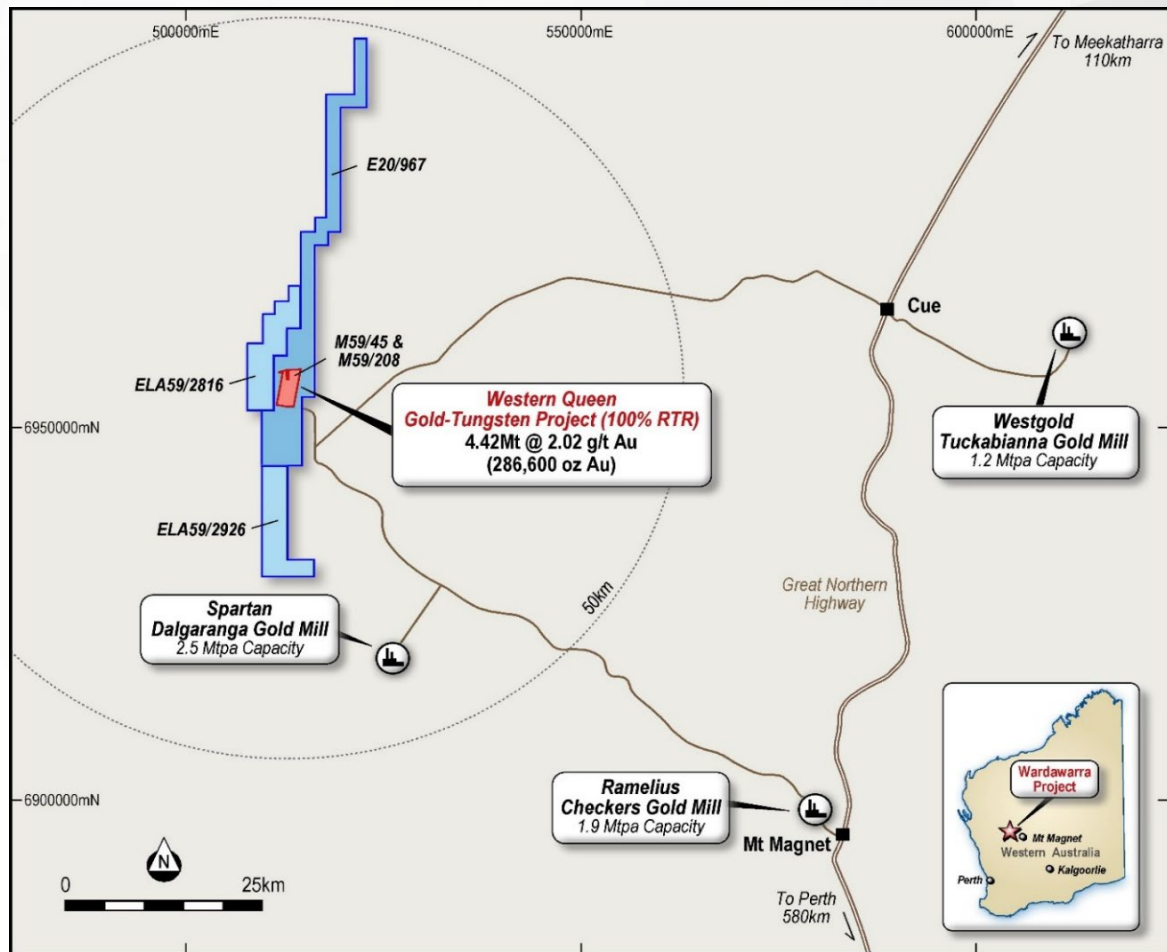 500000mE
550000mE
600000mE
To Meekatharra
110km
E20/967
Cue
M59/45 &
M59/208
ELA59/2816
Western Queen
Gold-Tungsten Project (100% RTR)
4.42Mt @ 2.02 g/t Au
(286,600 oz Au)
Westgold
Tuckabianna Gold Mill
1.2 Mtpa Capacity
6950000mN
ELA59/2926
Great Northern
Highway
50km
Spartan
Dalgaranga Gold Mill
2.5 Mtpa Capacity
Ramelius
Checkers Gold Mill
1.9 Mtpa Capacity
6900000mN
Mt Magnet
Wardawarra
Project
Mt Magnet
Western Australia
Kalgoorlie
Perth
N
0
25km
To Perth
580km